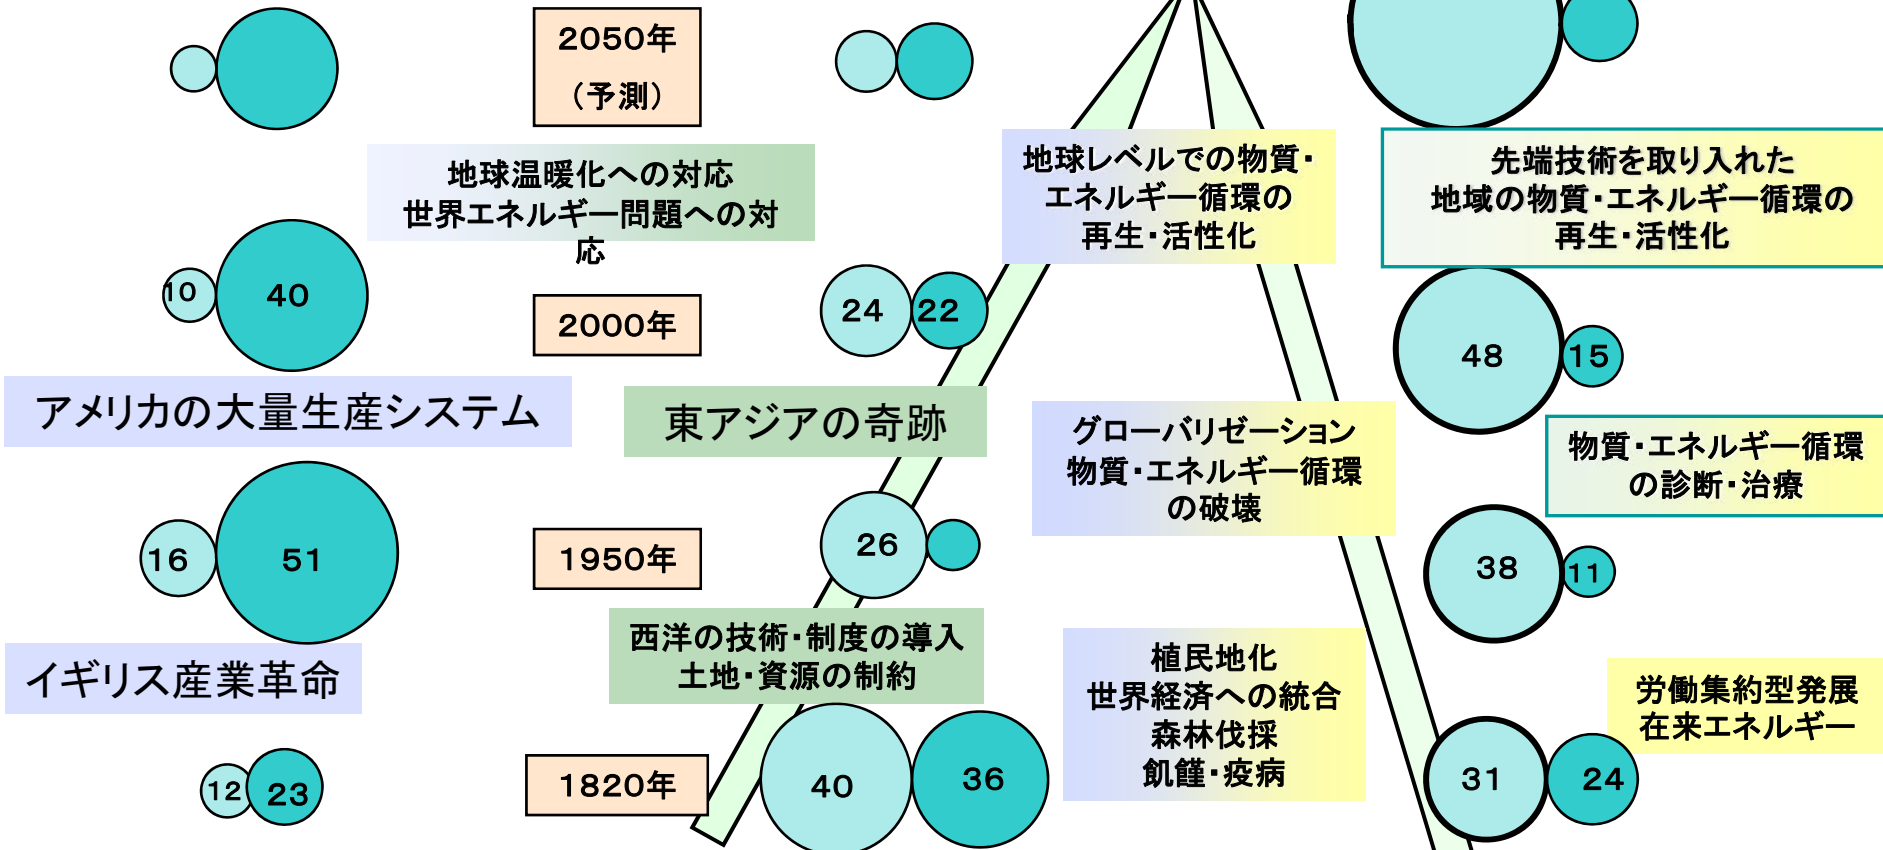 2050年
(予測)
地球温暖化への対応
世界エネルギー問題への対
応
地球レベルでの物質・
エネルギー循環の
再生・活性化
先端技術を取り入れた
地域の物質・エネルギー循環の
再生・活性化
10
40
2000年
24
22
48
15
アメリカの大量生産システム
東アジアの奇跡
グローバリゼーション
物質・エネルギー循環
の破壊
物質・エネルギー循環
の診断・治療
16
51
1950年
26
38
11
イギリス産業革命
西洋の技術・制度の導入
土地・資源の制約
植民地化
世界経済への統合
森林伐採
飢饉・疫病
労働集約型発展
在来エネルギー
12
23
1820年
40
36
31
24